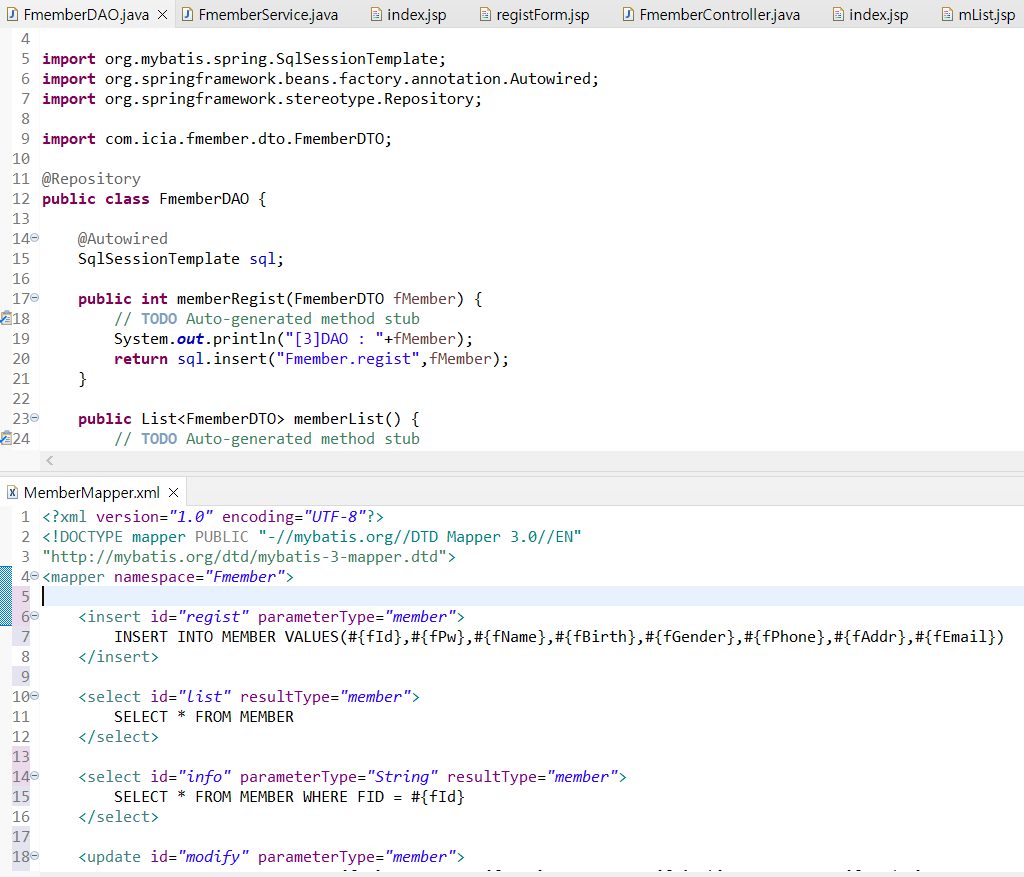 FmemberDAO.java FmemberService.java index.jsp registForm.jsp FmemberController.java index.jsp mList.jsp
4
5 import org.mybatis.spring.SqlSessionTemplate;
6 import org.springframework.beans.factory.annotation.Autowired;
7 import org.springframework.stereotype.Repository;
8
9 import com.icia.fmember.dto.FmemberDTO;
10
11 @Repository
12 public class FmemberDAO {
13
14 @Autowired
15 SqlSessionTemplate sql;
16
17 public int memberRegist(FmemberDTO fMember) {
18 // TODO Auto-generated method stub
19 System.out.println("[3]DAO : "+fMember);
20 return sql.insert("Fmember.regist",fMember);
21 }
22
23 public List<FmemberDTO> memberList() {
24 // TODO Auto-generated method stub
MemberMapper.xml
1 <?xml version="1.0" encoding="UTF-8"?>
2 <!DOCTYPE mapper PUBLIC "-//mybatis.org//DTD Mapper 3.0//EN"
3 "http://mybatis.org/dtd/mybatis-3-mapper.dtd">
4 <mapper namespace="Fmember">
5
6 <insert id="regist" parameterType="member">
7 INSERT INTO MEMBER VALUES(#{fId},#{fPw},#{fName},#{fBirth},#{fGender},#{fPhone},#{fAddr},#{fEmail})
8 </insert>
9
10 <select id="list" resultType="member">
11 SELECT * FROM MEMBER
12 </select>
13
14 <select id="info" parameterType="String" resultType="member">
15 SELECT * FROM MEMBER WHERE FID = #{fId}
16 </select>
17
18 <update id="modify" parameterType="member">